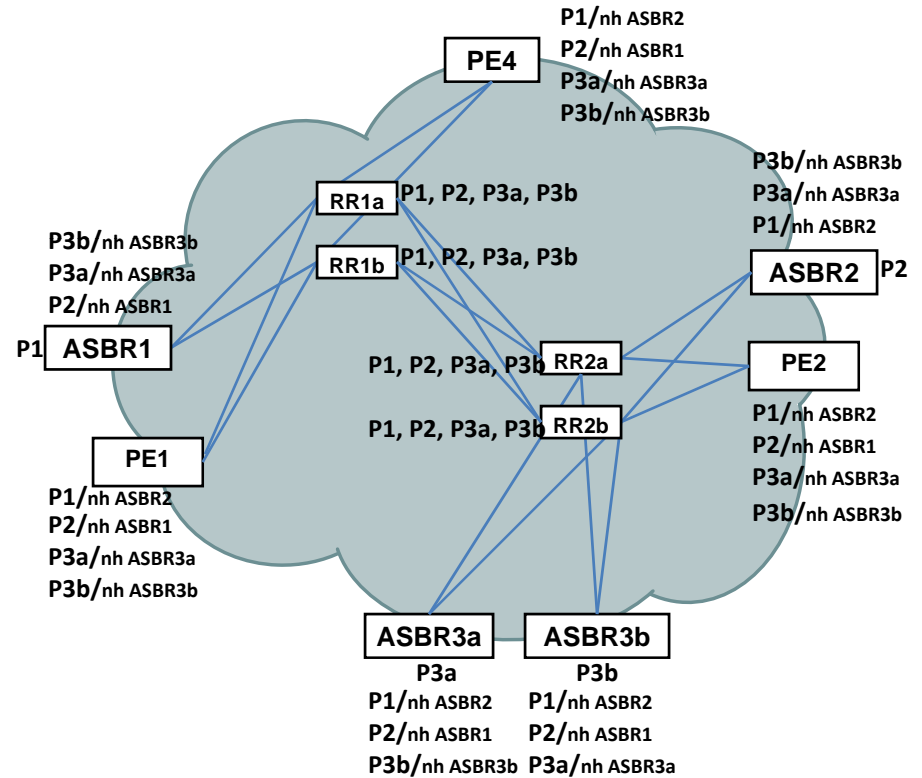 P1/nh ASBR2
P2/nh ASBR1
P3a/nh ASBR3a
P3b/nh ASBR3b
PE4
P3b/nh ASBR3b
P3a/nh ASBR3a
P1/nh ASBR2
RR1a
P1, P2, P3a, P3b
RR1b
P1, P2, P3a, P3b
P3b/nh ASBR3b
P3a/nh ASBR3a
P2/nh ASBR1
P1
ASBR1
ASBR2
P2
P1, P2, P3a, P3b
RR2a
PE2
P1, P2, P3a, P3b
RR2b
P1/nh ASBR2
P2/nh ASBR1
P3a/nh ASBR3a
P3b/nh ASBR3b
PE1
P1/nh ASBR2
P2/nh ASBR1
P3a/nh ASBR3a
P3b/nh ASBR3b
ASBR3a
P3a
P1/nh ASBR2
P2/nh ASBR1
P3b/nh ASBR3b
ASBR3b
P3b
P1/nh ASBR2
P2/nh ASBR1
P3a/nh ASBR3a